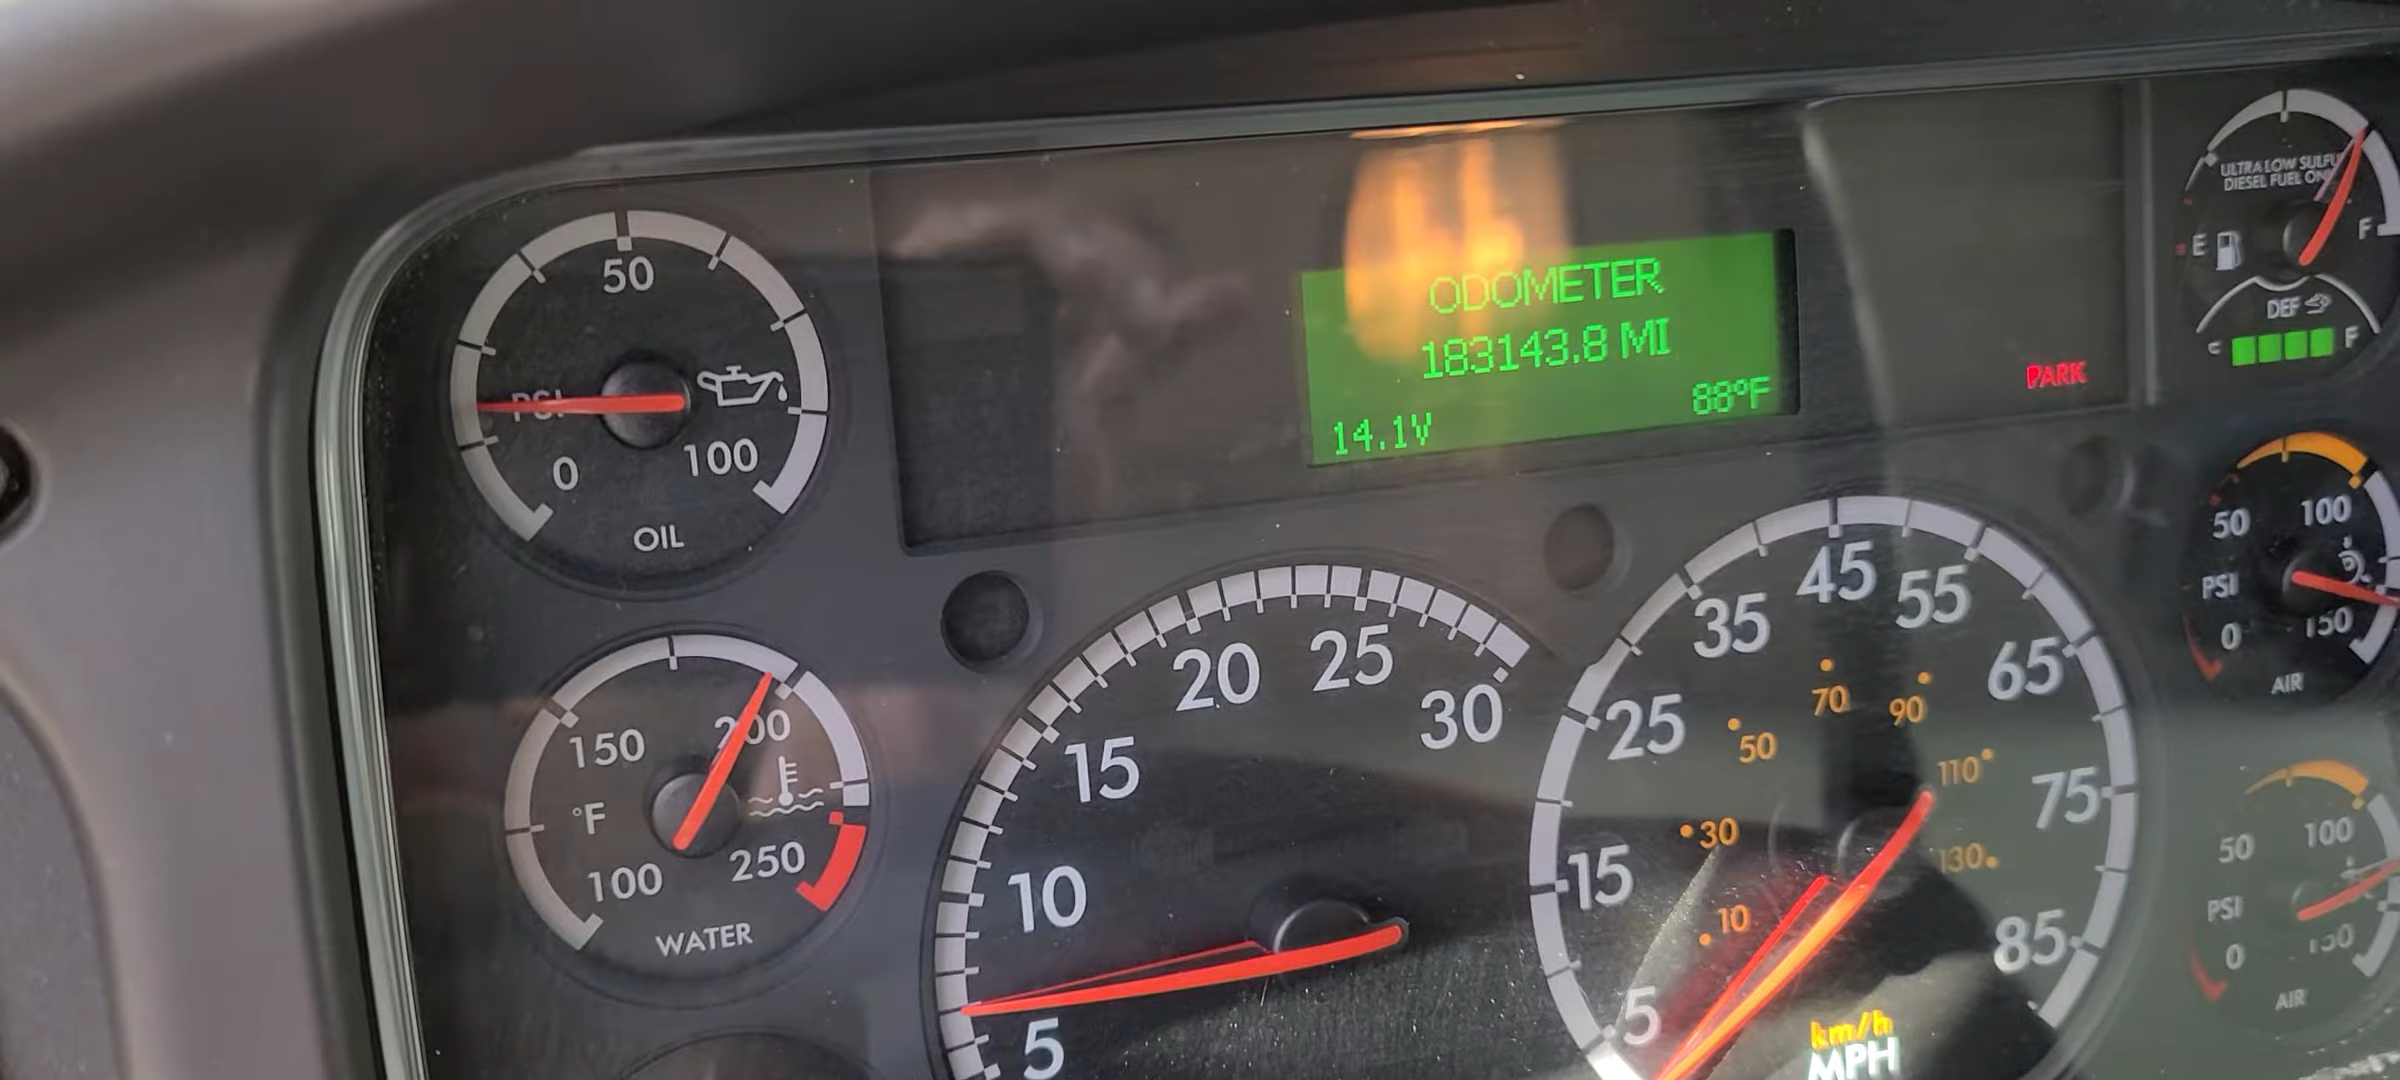 50
PSI
0
100
OIL
ODOMETER
183143.8 MI
14.1V
88°F
PARK
ULTRA LOW SULFU
DIESEL FUEL ON
E
F
DEF
F
150
200
°F
100
250
WATER
5
10
15
20
25
30
5
15
25
35
45
55
65
75
85
10
30
50
70
90
110
130
km/h
MPH
50
100
PSI
0
150
AIR
50
100
PSI
0
150
AIR